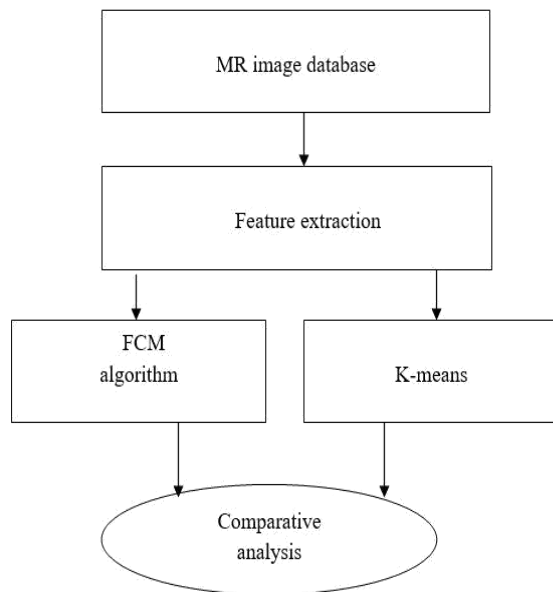 MR image database
Feature extraction
FCM
algorithm
K-means
Comparative
analysis